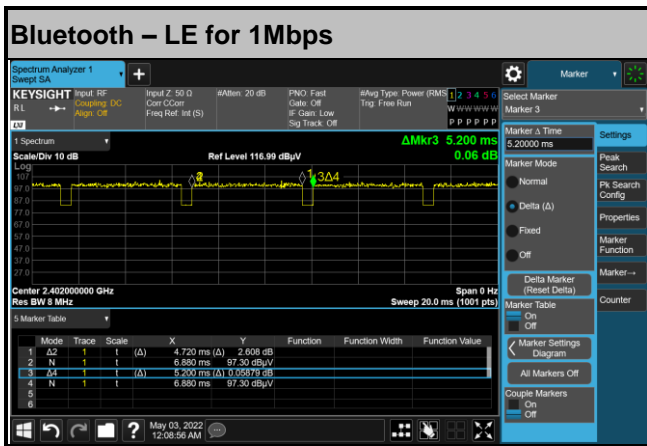 Bluetooth – LE for 1Mbps
Spectrum Analyzer 1
Swept SA
Marker
KEYSIGHT
RL
LXI
Input: RF
Coupling: DC
Align: Off
Input Z: 50 Ω
Corr CCorr
Freq Ref: Int (S)
#Atten: 20 dB
PNO: Fast
Gate: Off
IF Gain: Low
Sig Track: Off
#Avg Type: Power (RMS
Trig: Free Run
1 2 3 4 5 6
W W W W W W
P P P P P P
Select Marker
Marker 3
1 Spectrum
ΔMkr3 5.200 ms
0.06 dB
Scale/Div 10 dB
Ref Level 116.99 dBµV
Log
107
97.0
87.0
77.0
67.0
57.0
47.0
37.0
27.0
1 3Δ4
Center 2.402000000 GHz
Res BW 8 MHz
Span 0 Hz
Sweep 20.0 ms (1001 pts)
5 Marker Table
Mode Trace Scale X Y Function Function Width Function Value
1 Δ2 1 t (Δ) 4.720 ms (Δ) 2.608 dB
2 N 1 t 6.880 ms 97.30 dBµV
3 Δ4 1 t (Δ) 5.200 ms (Δ) 0.05879 dB
4 N 1 t 6.880 ms 97.30 dBµV
5
6
Marker Δ Time
5.20000 ms
Marker Mode
Normal
Delta (Δ)
Fixed
Off
Delta Marker
(Reset Delta)
Marker Table
On
Off
Marker Settings
Diagram
All Markers Off
Couple Markers
On
Off
Settings
Peak
Search
Pk Search
Config
Properties
Marker
Function
Marker→
Counter
?
May 03, 2022
12:08:56 AM